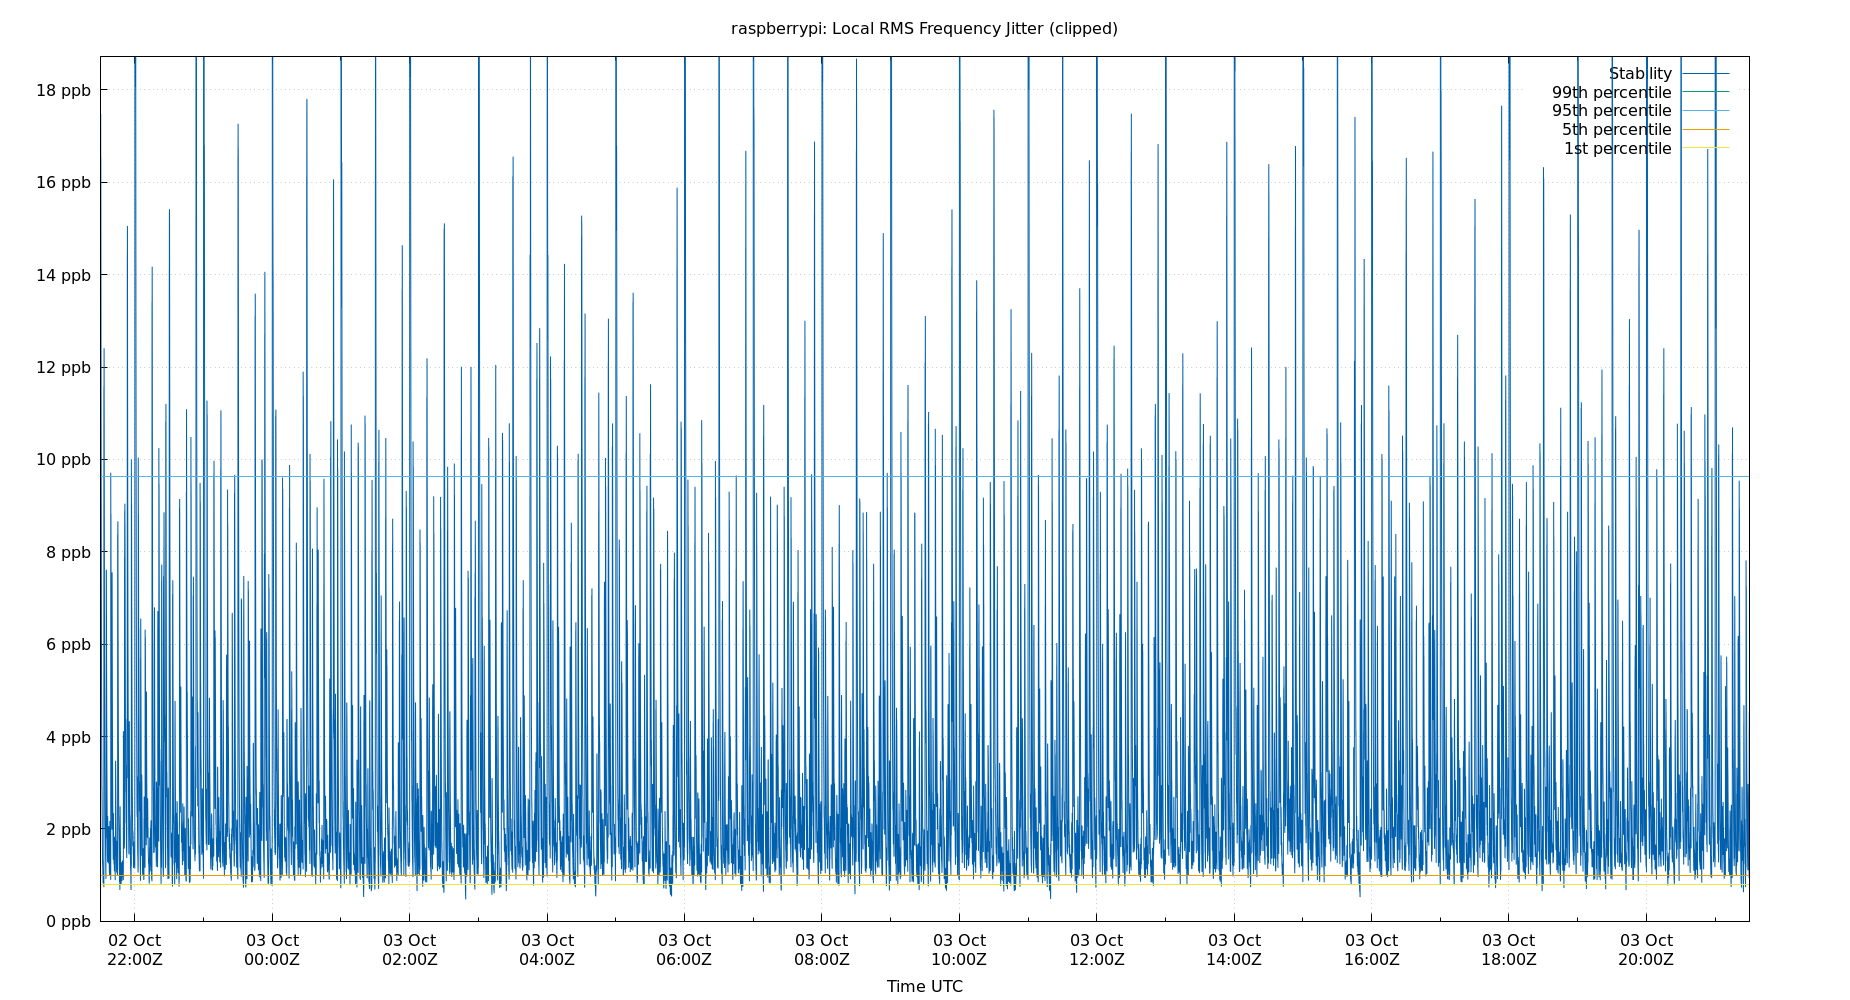 raspberrypi: Local RMS Frequency Jitter (clipped)
Stability
99th percentile
95th percentile
5th percentile
1st percentile
18 ppb
16 ppb
14 ppb
12 ppb
10 ppb
8 ppb
6 ppb
4 ppb
2 ppb
0 ppb
02 Oct 03 Oct 03 Oct 03 Oct 03 Oct 03 Oct 03 Oct 03 Oct 03 Oct 03 Oct 03 Oct 03 Oct
22:00Z 00:00Z 02:00Z 04:00Z 06:00Z 08:00Z 10:00Z 12:00Z 14:00Z 16:00Z 18:00Z 20:00Z
Time UTC